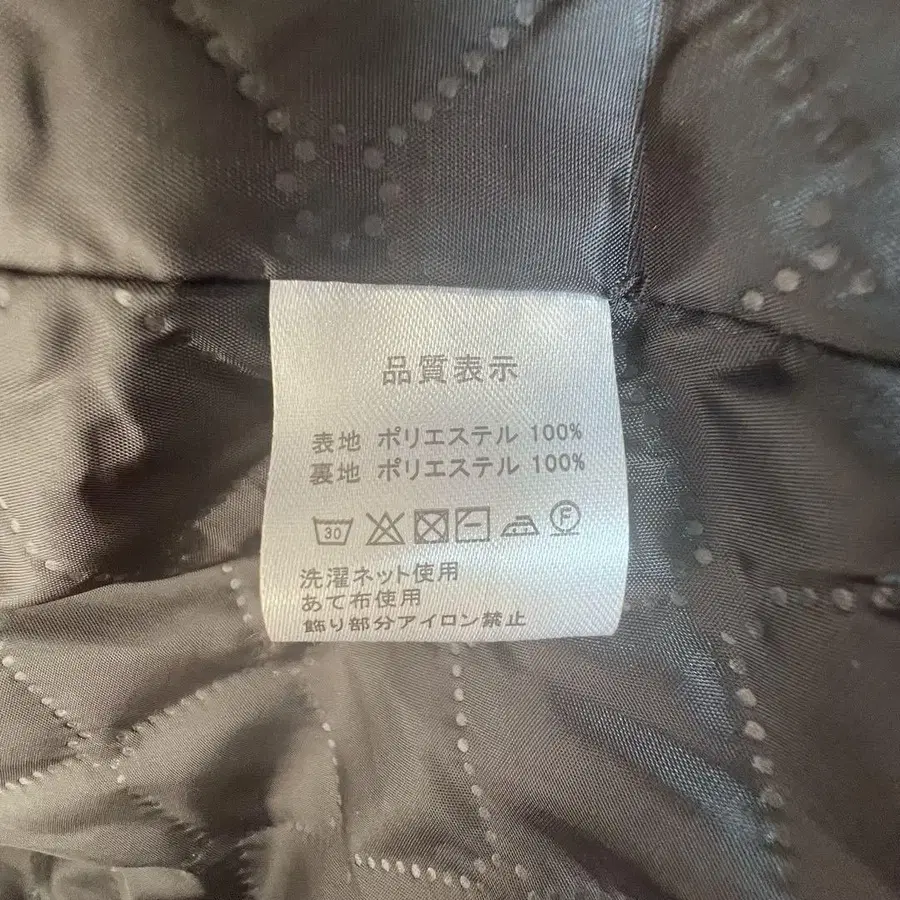 品質表示
表地 ポリエステル 100%
裏地 ポリエステル 100%
30 F
洗濯ネット使用
あて布使用
飾り部分アイロン禁止